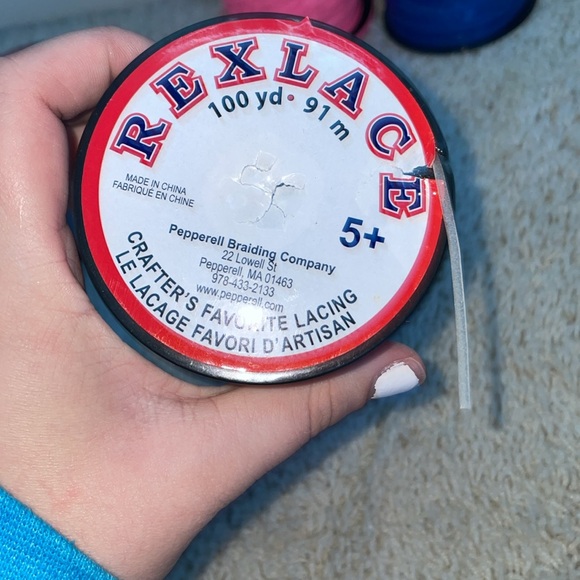 REXLACE
100 yd • 91 m
MADE IN CHINA
FABRIQUÉ EN CHINE
5+
Pepperell Braiding Company
22 Lowell St
Pepperell, MA 01463
978-433-2133
www.pepperell.com
CRAFTER'S FAVORITE LACING
LE LACAGE FAVORI D'ARTISAN